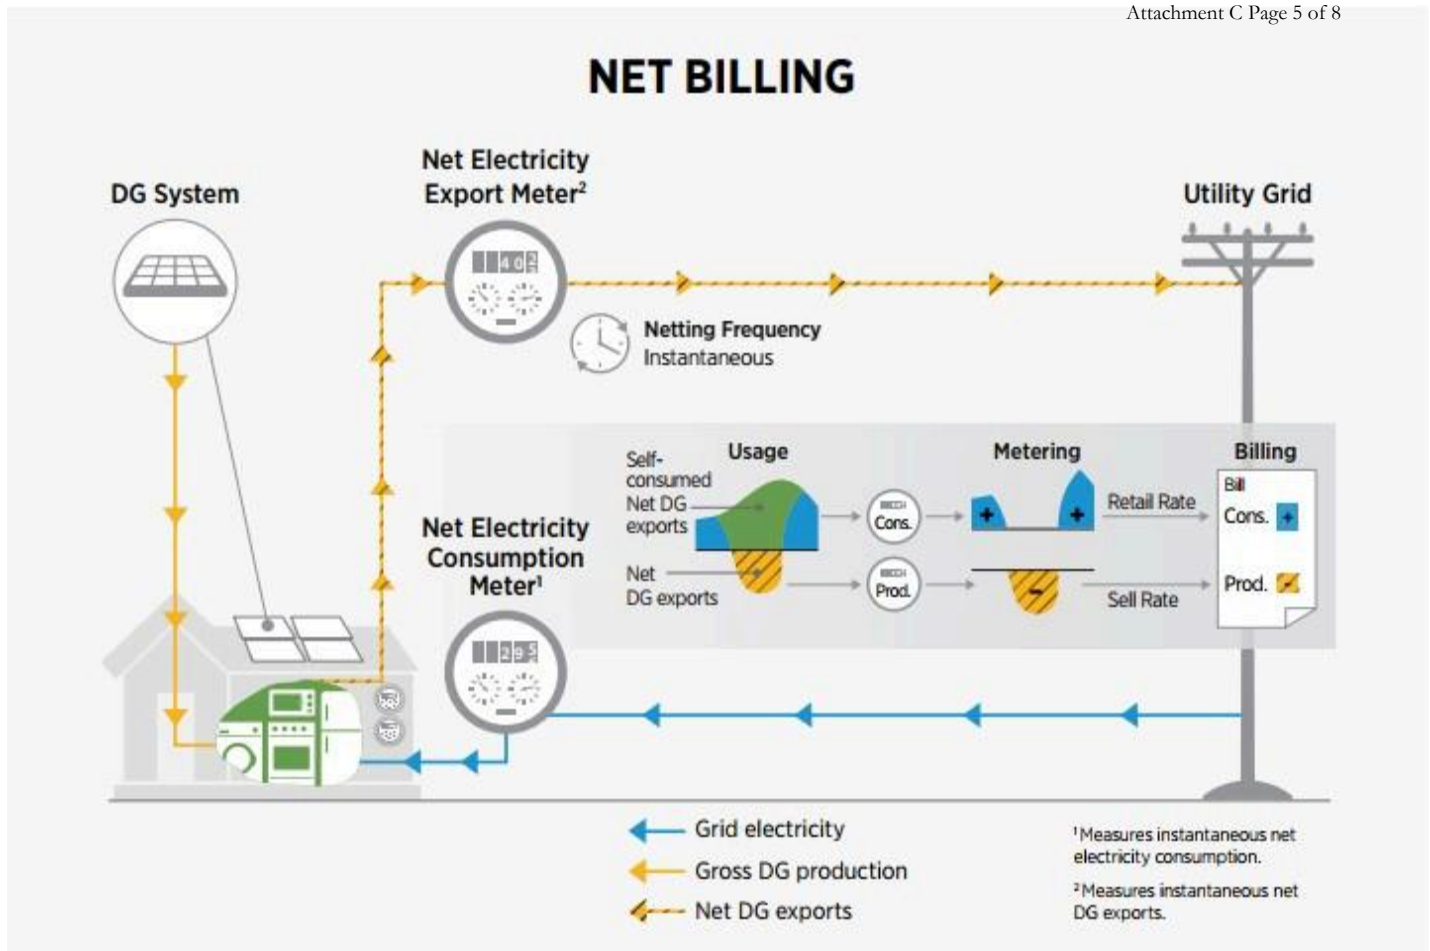 Attachment C Page 5 of 8
NET BILLING
DG System
Net Electricity
Export Meter²
Utility Grid
40
Netting Frequency
Instantaneous
Usage
Metering
Billing
Self-
consumed
Net DG
exports
Cons.
+
+
Retail Rate
Bill
Cons. +
Net
DG exports
Prod.
-
Sell Rate
Prod. -
Net Electricity
Consumption
Meter¹
295
Grid electricity
Gross DG production
Net DG exports
¹Measures instantaneous net
electricity consumption.
²Measures instantaneous net
DG exports.